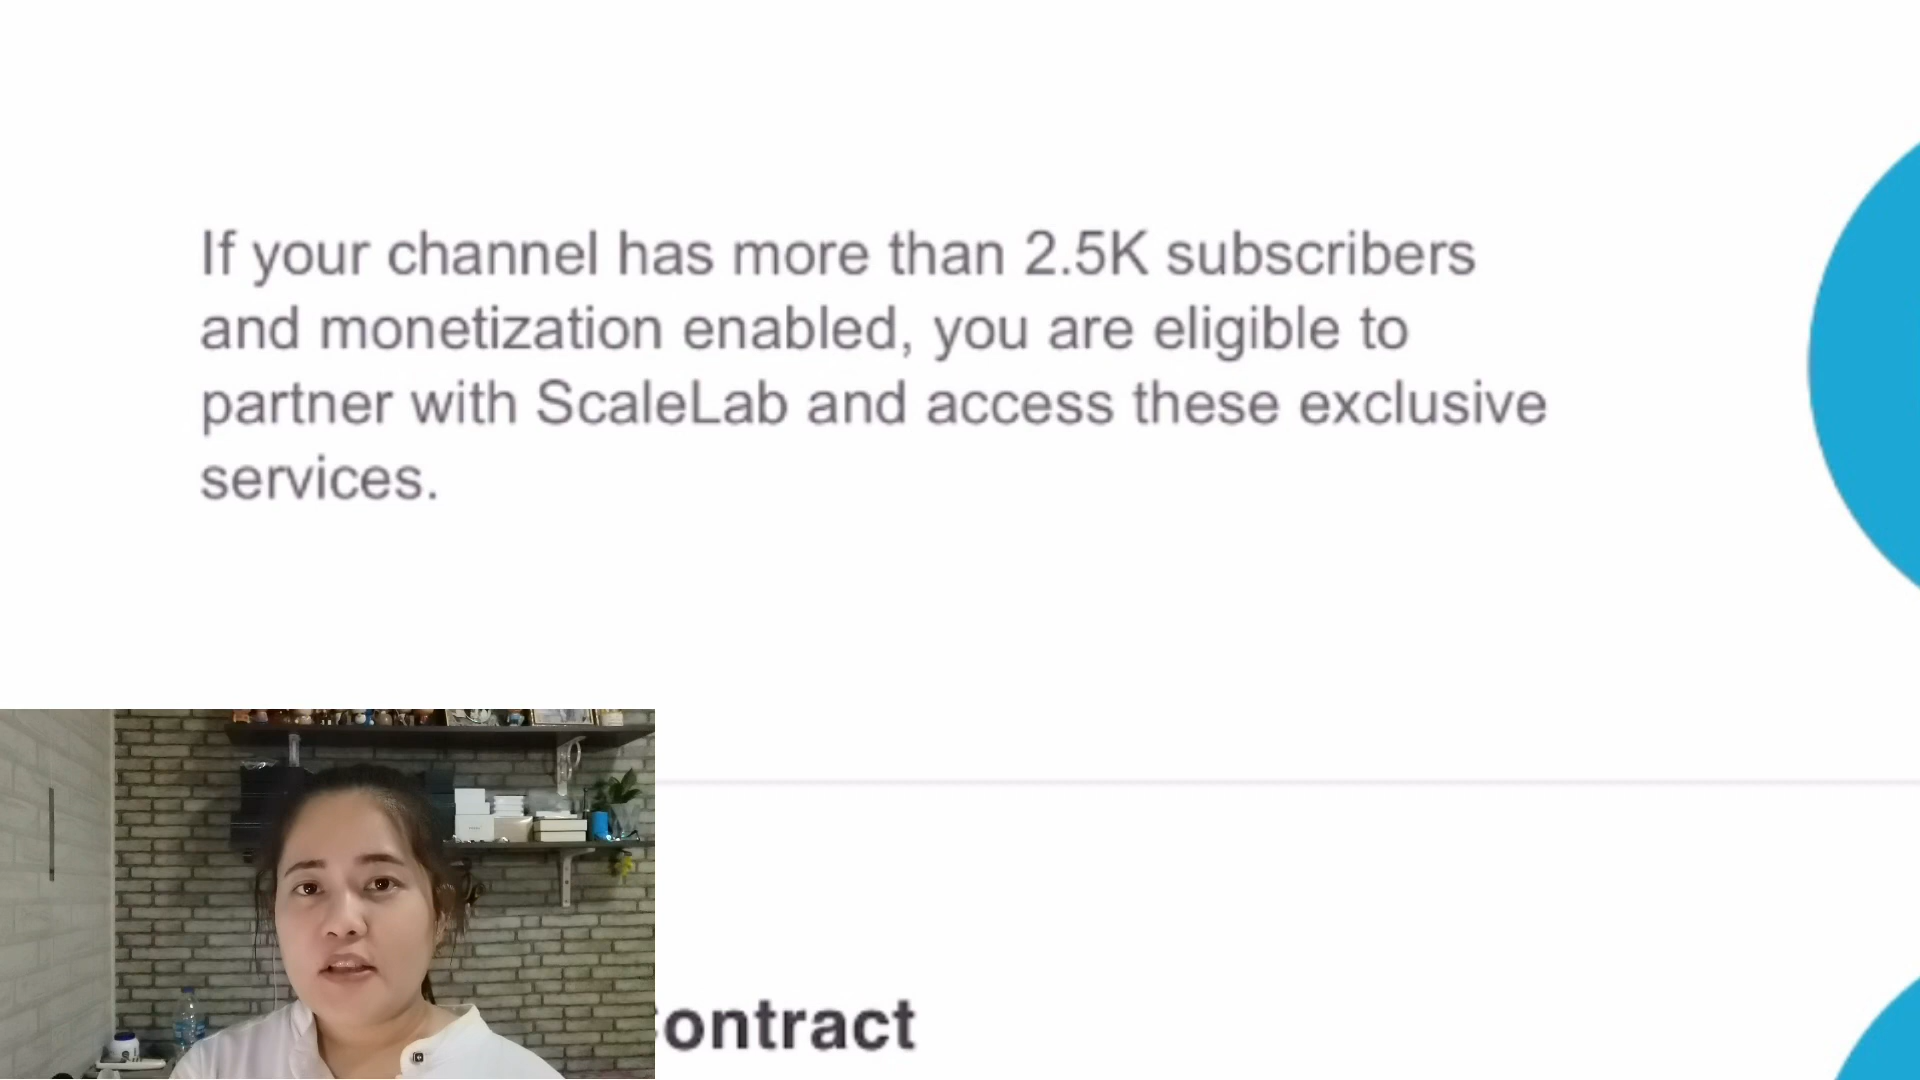 If your channel has more than 2.5K subscribers
and monetization enabled, you are eligible to
partner with ScaleLab and access these exclusive
services.
ontract